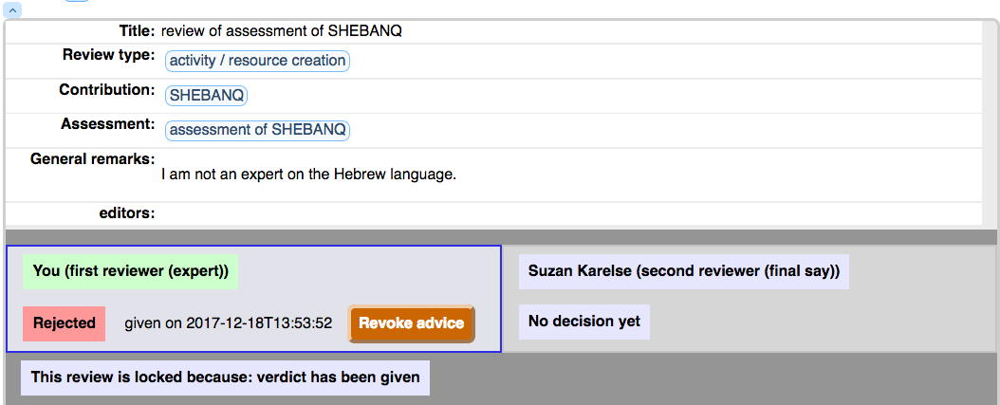 Title: review of assessment of SHEBANQ
Review type: activity / resource creation
Contribution: SHEBANQ
Assessment: assessment of SHEBANQ
General remarks:
I am not an expert on the Hebrew language.
editors:
You (first reviewer (expert))
Rejected given on 2017-12-18T13:53:52 Revoke advice
Suzan Karelse (second reviewer (final say))
No decision yet
This review is locked because: verdict has been given